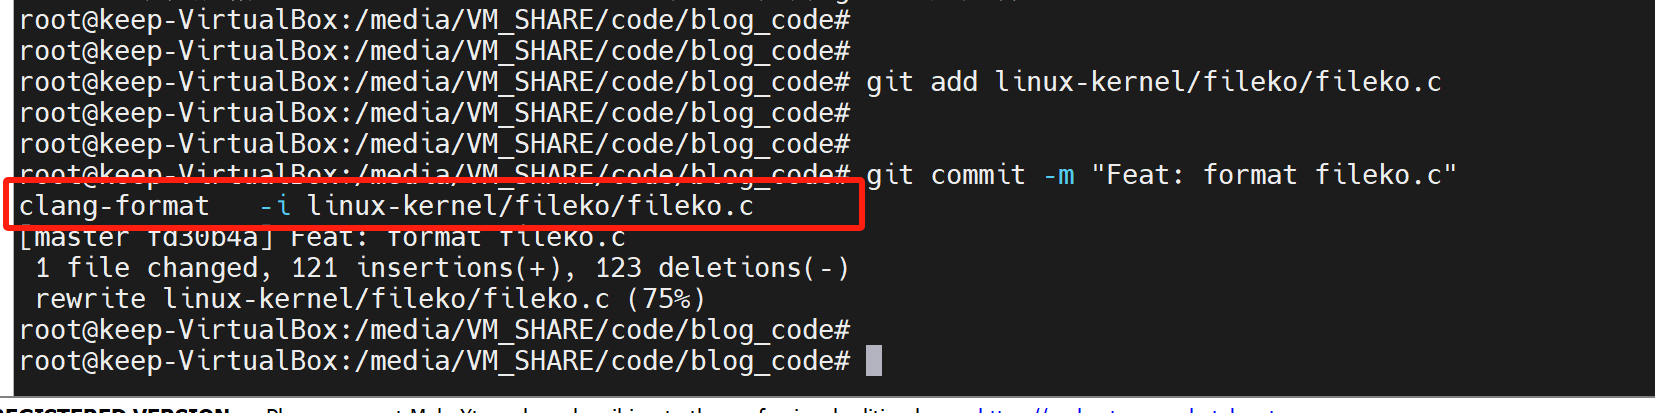 root@keep-VirtualBox:/media/VM_SHARE/code/blog_code#
root@keep-VirtualBox:/media/VM_SHARE/code/blog_code#
root@keep-VirtualBox:/media/VM_SHARE/code/blog_code# git add linux-kernel/fileko/fileko.c
root@keep-VirtualBox:/media/VM_SHARE/code/blog_code#
root@keep-VirtualBox:/media/VM_SHARE/code/blog_code#
root@keep-VirtualBox:/media/VM_SHARE/code/blog_code# git commit -m "Feat: format fileko.c"
clang-format   -i linux-kernel/fileko/fileko.c
[master fd30b4a] Feat: format fileko.c
 1 file changed, 121 insertions(+), 123 deletions(-)
 rewrite linux-kernel/fileko/fileko.c (75%)
root@keep-VirtualBox:/media/VM_SHARE/code/blog_code#
root@keep-VirtualBox:/media/VM_SHARE/code/blog_code#
REGISTERED VERSION